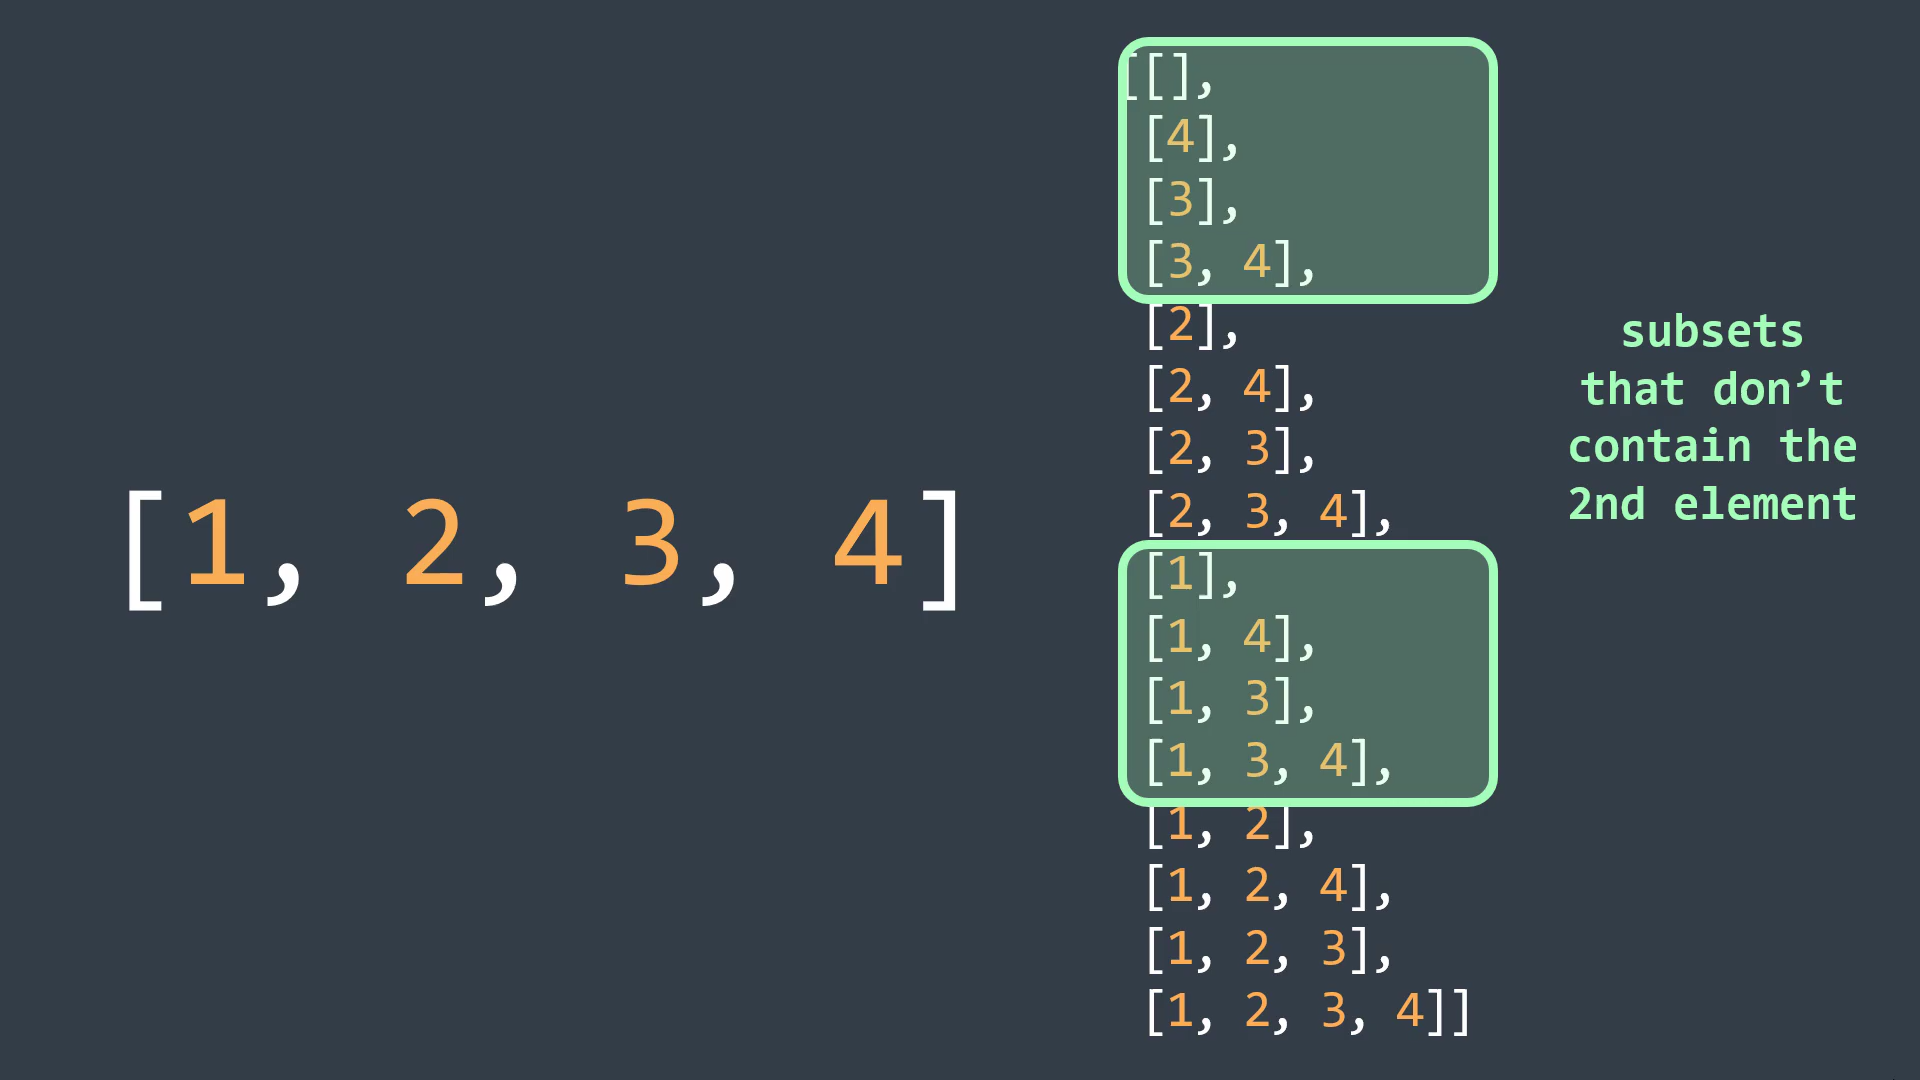 [1, 2, 3, 4]
[[],
[4],
[3],
[3, 4],
[2],
[2, 4],
[2, 3],
[2, 3, 4],
[1],
[1, 4],
[1, 3],
[1, 3, 4],
[1, 2],
[1, 2, 4],
[1, 2, 3],
[1, 2, 3, 4]]
subsets
that don’t
contain the
2nd element